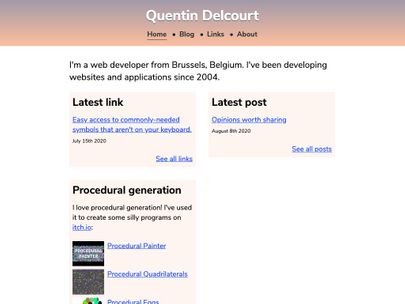 Quentin Delcourt
Home • Blog • Links • About
I'm a web developer from Brussels, Belgium. I've been developing
websites and applications since 2004.
Latest link
Easy access to commonly-needed
symbols that aren't on your keyboard.
July 15th 2020
See all links
Latest post
Opinions worth sharing
August 8th 2020
See all posts
Procedural generation
I love procedural generation! I've used
it to create some silly programs on
itch.io:
PROCEDURAL
PAINTER
Procedural Painter
Procedural Quadrilaterals
Procedural Eggs